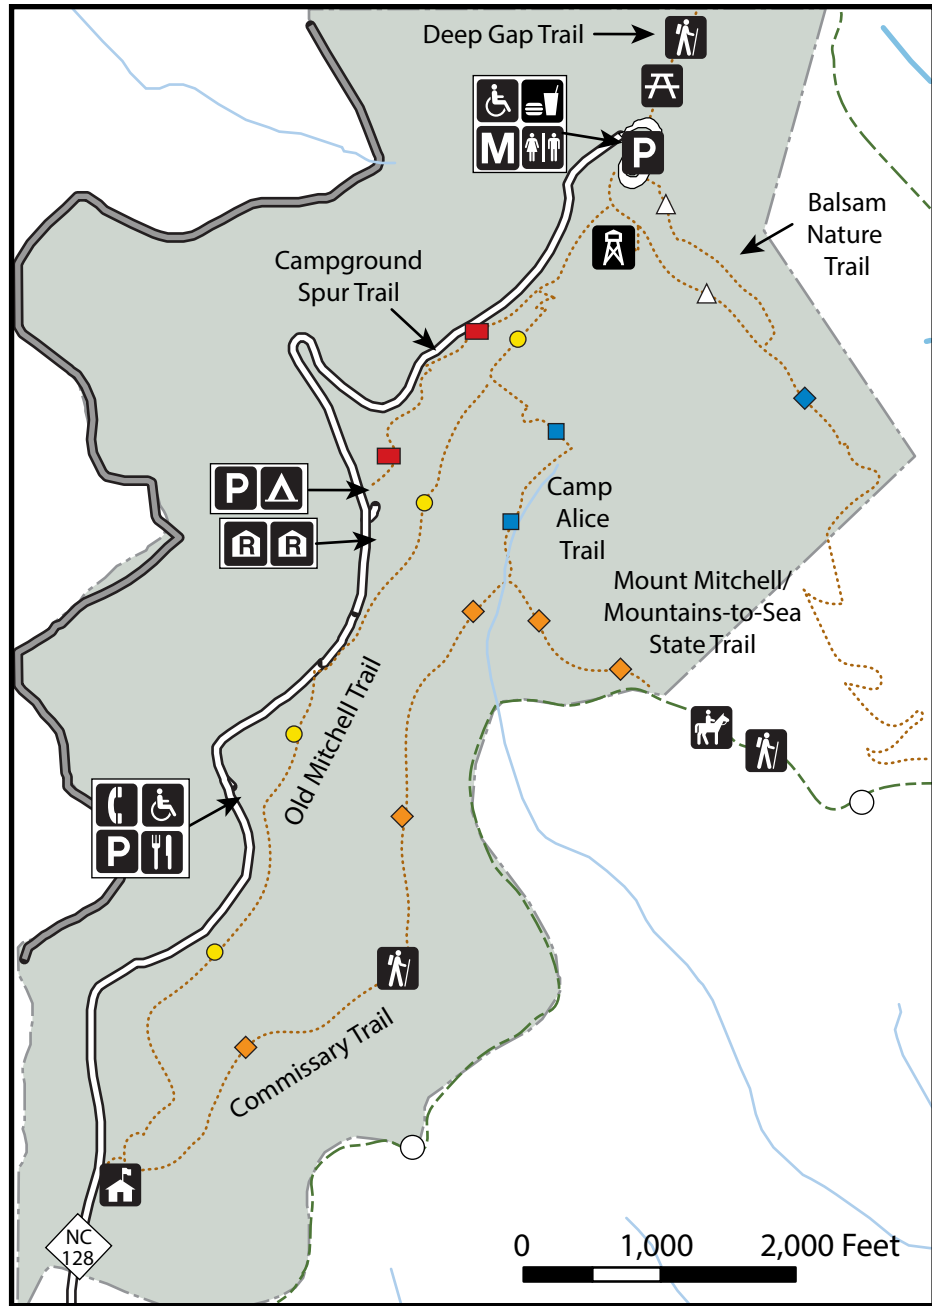 Deep Gap Trail
M
P
Balsam
Nature
Trail
Campground
Spur Trail
P
R R
Camp
Alice
Trail
Mount Mitchell/
Mountains-to-Sea
State Trail
Old Mitchell Trail
P
Commissary Trail
NC
128
0 1,000 2,000 Feet